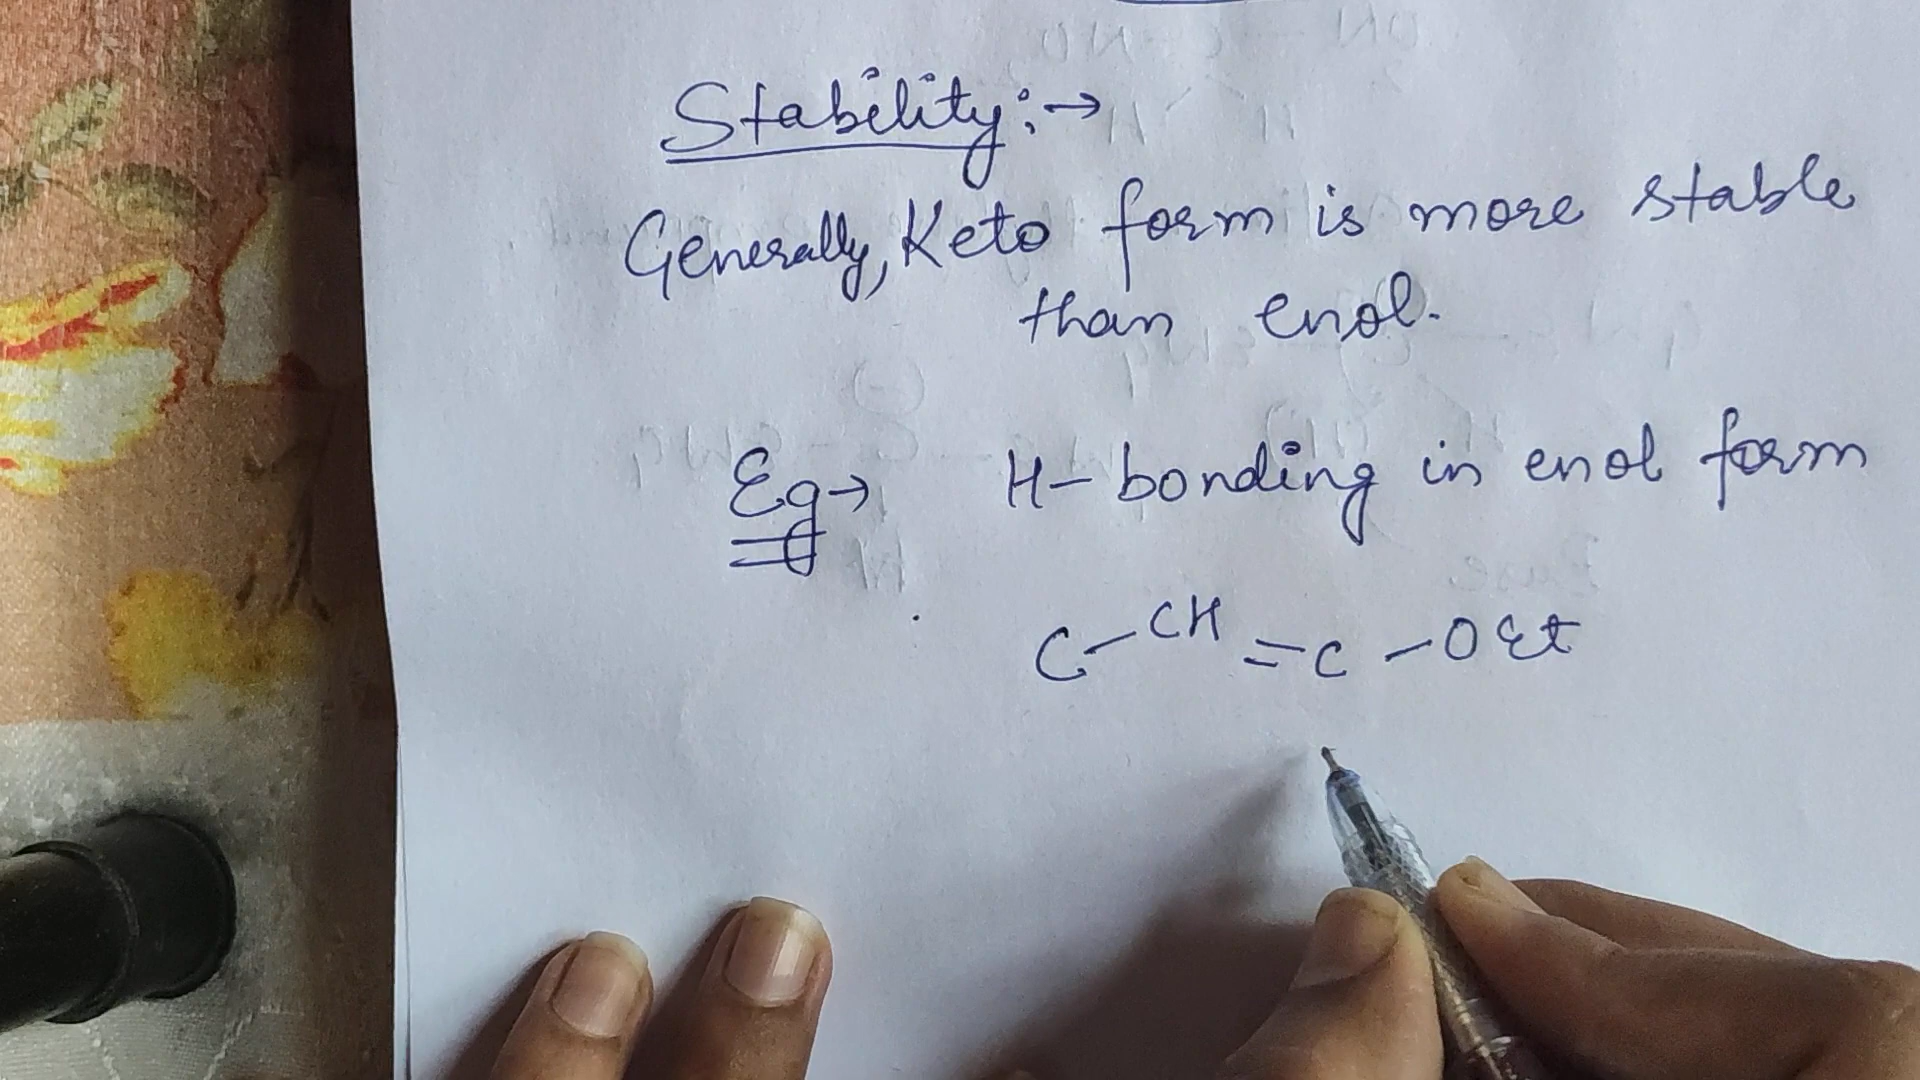 Stability:→
Generally, Keto form is more stable
than enol.
Eg→ H- bonding in enol form
C-CH=C-OEt